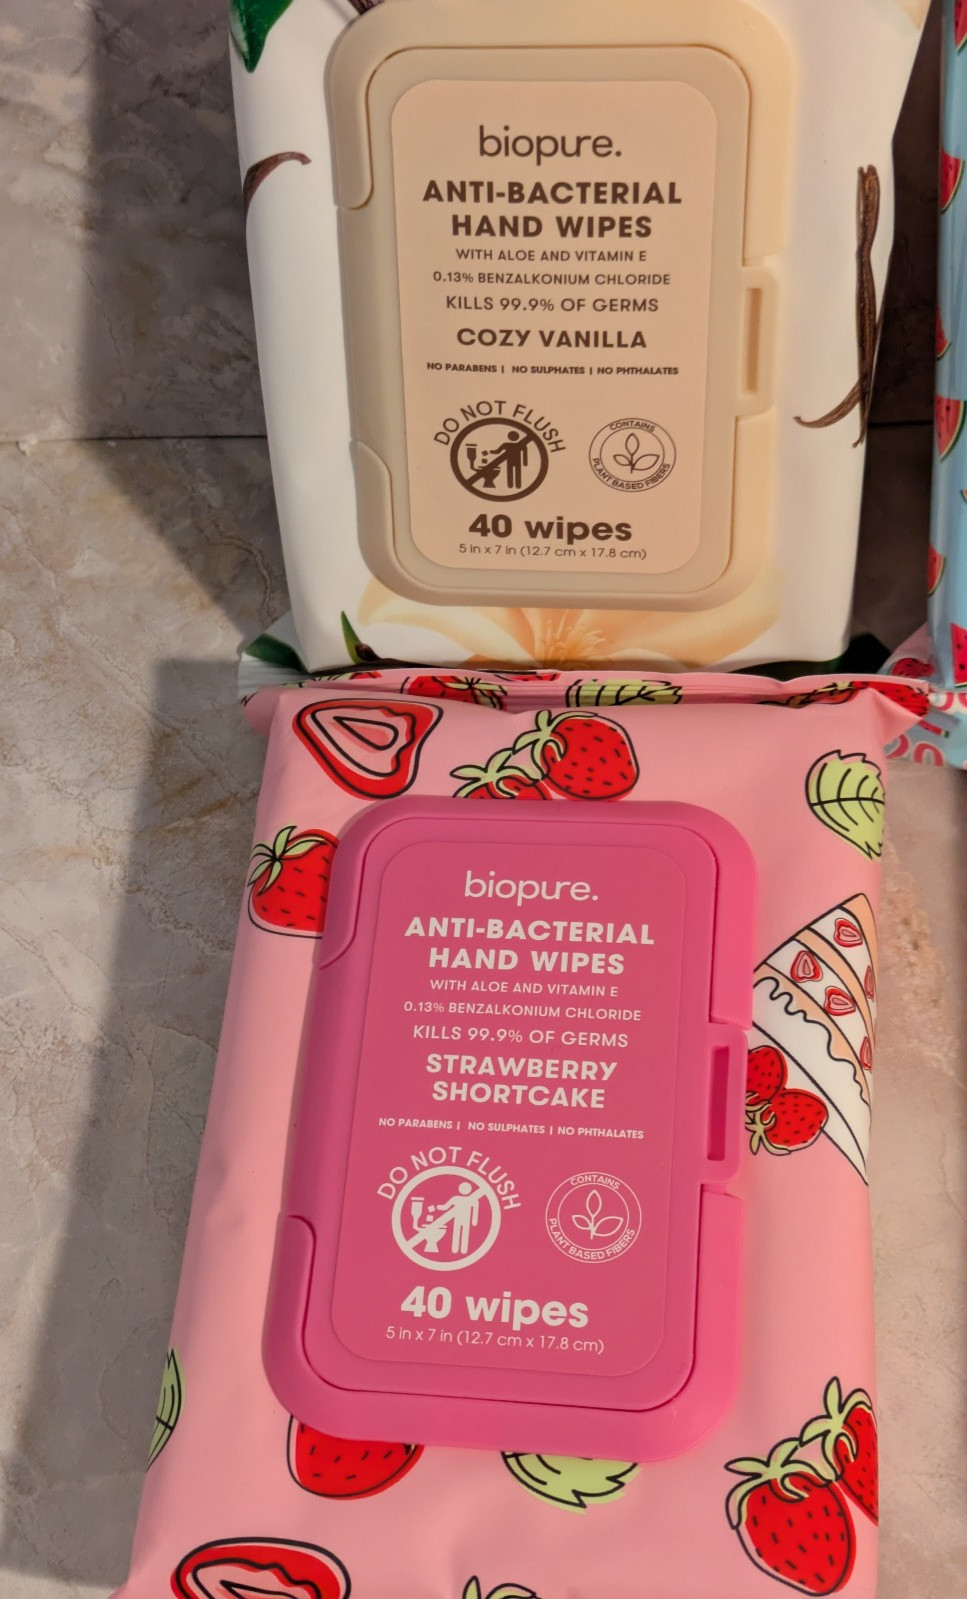 biopure.
ANTI-BACTERIAL
HAND WIPES
WITH ALOE AND VITAMIN E
0.13% BENZALKONIUM CHLORIDE
KILLS 99.9% OF GERMS
COZY VANILLA
NO PARABENS | NO SULPHATES | NO PHTHALATES
DO NOT FLUSH
CONTAINS
PLANT BASED FIBERS
40 wipes
5 in x 7 in (12.7 cm x 17.8 cm)
biopure.
ANTI-BACTERIAL
HAND WIPES
WITH ALOE AND VITAMIN E
0.13% BENZALKONIUM CHLORIDE
KILLS 99.9% OF GERMS
STRAWBERRY
SHORTCAKE
NO PARABENS | NO SULPHATES | NO PHTHALATES
DO NOT FLUSH
CONTAINS
PLANT BASED FIBERS
40 wipes
5 in x 7 in (12.7 cm x 17.8 cm)